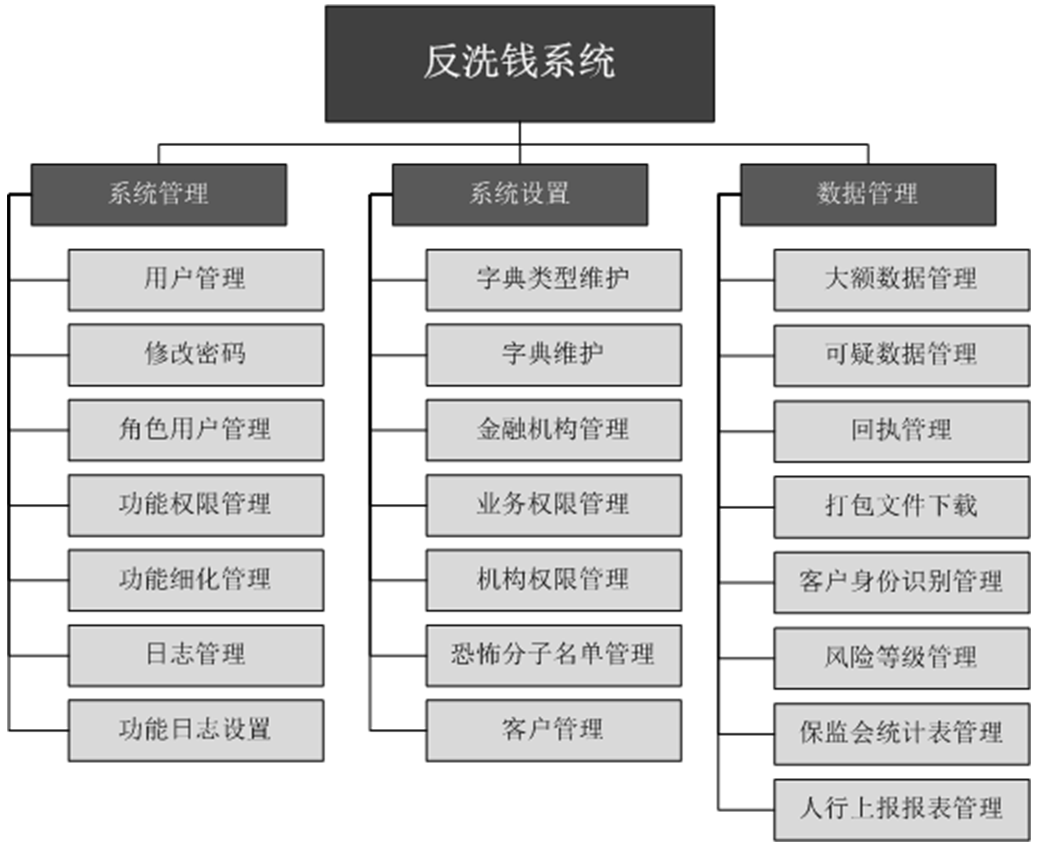 反洗钱系统
系统管理
用户管理
修改密码
角色用户管理
功能权限管理
功能细化管理
日志管理
功能日志设置
系统设置
字典类型维护
字典维护
金融机构管理
业务权限管理
机构权限管理
恐怖分子名单管理
客户管理
数据管理
大额数据管理
可疑数据管理
回执管理
打包文件下载
客户身份识别管理
风险等级管理
保监会统计表管理
人行上报报表管理